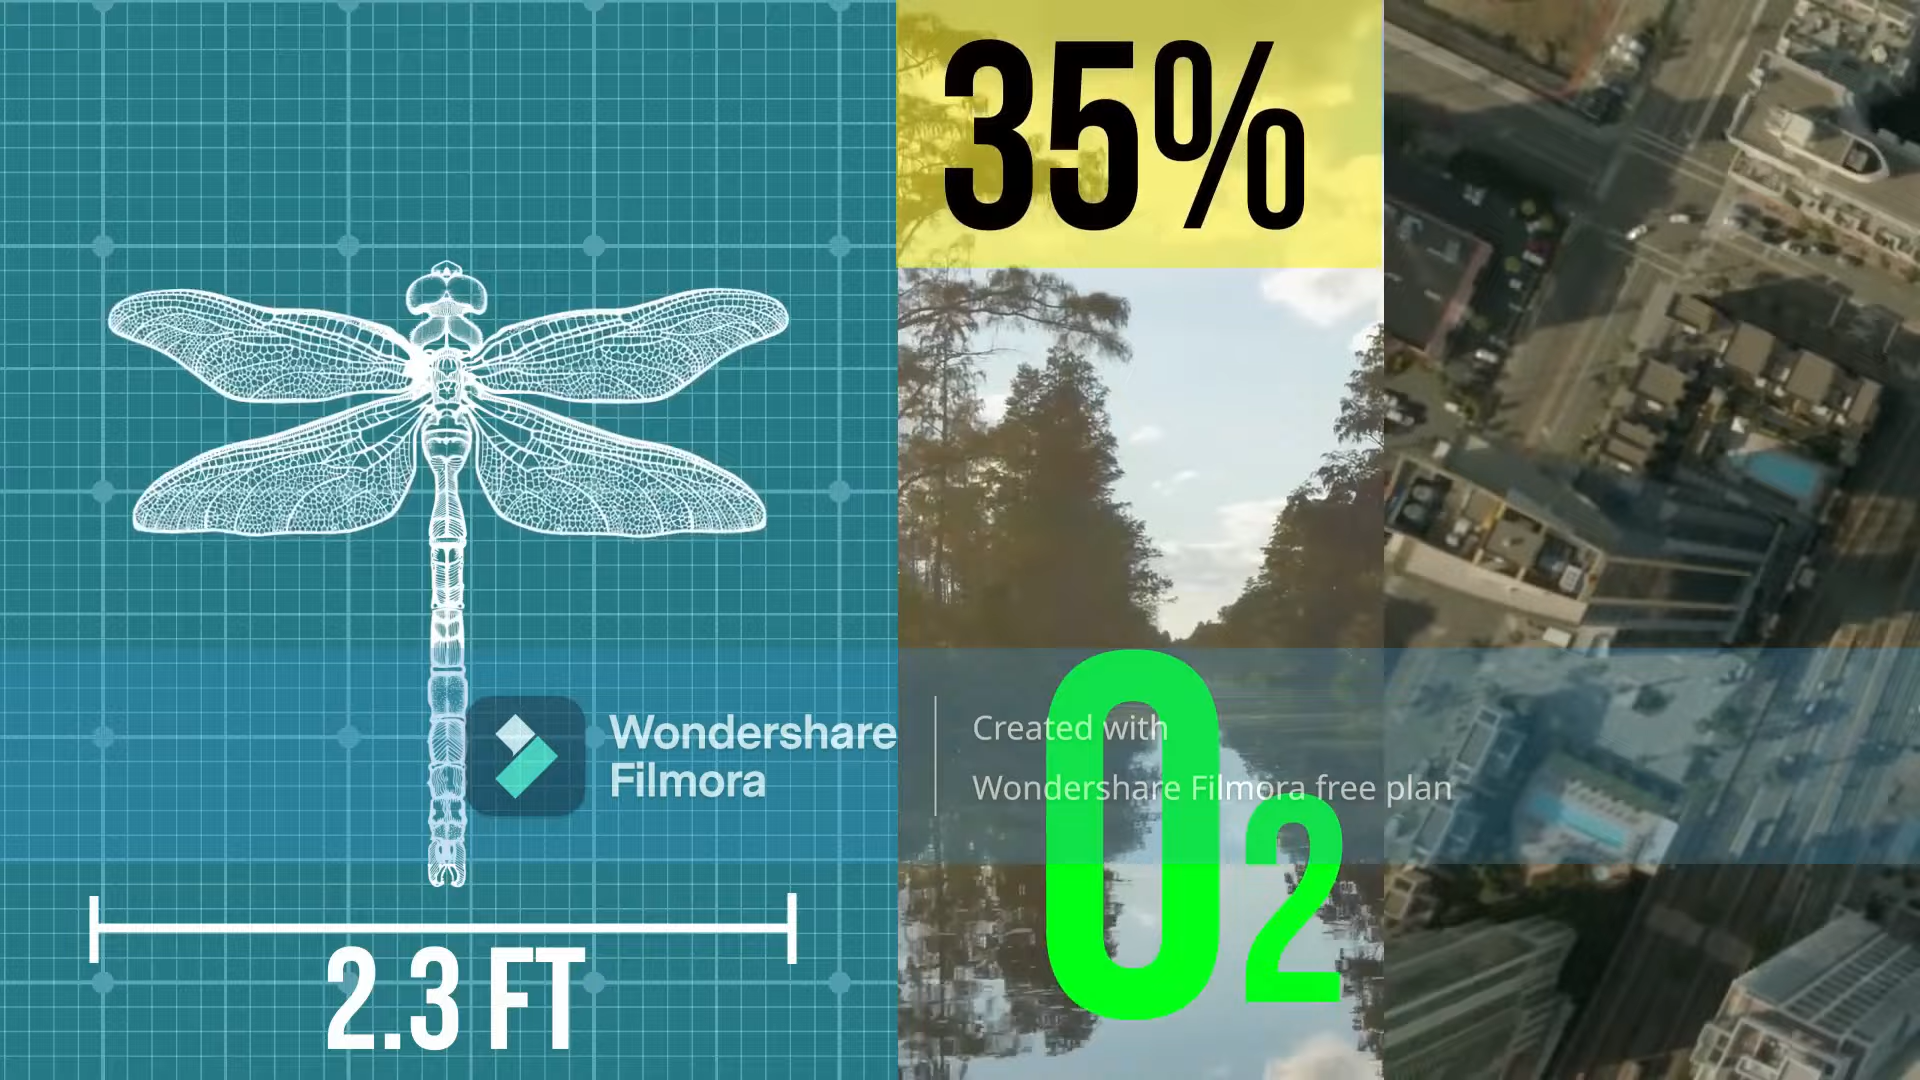 35%
Wondershare
Filmora
Created with
Wondershare Filmora free plan
O2
2.3 FT